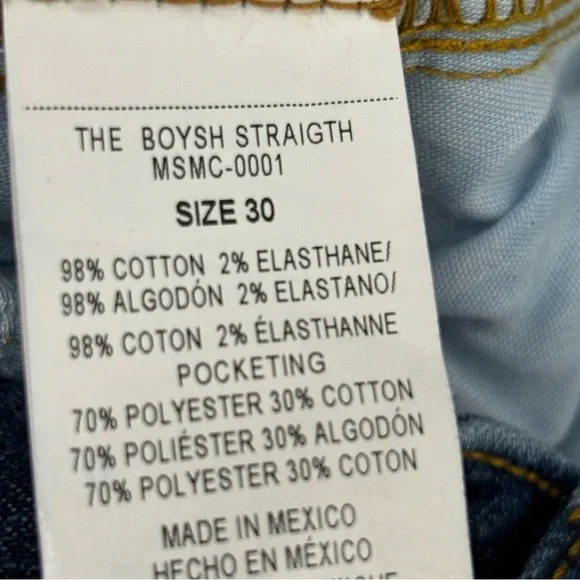 THE BOYSH STRAIGTH
MSMC-0001
SIZE 30
98% COTTON 2% ELASTHANE/
98% ALGODÓN 2% ELASTANO/
98% COTON 2% ÉLASTHANNE
POCKETING
70% POLYESTER 30% COTTON
70% POLIÉSTER 30% ALGODÓN
70% POLYESTER 30% COTON
MADE IN MEXICO
HECHO EN MÉXICO